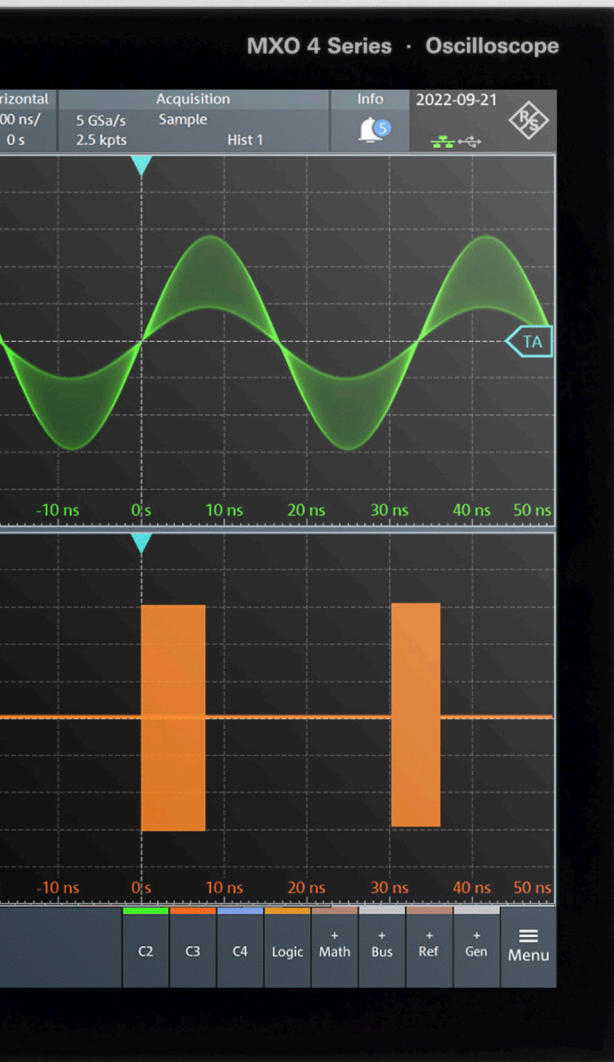 MXO 4 Series · Oscilloscope
rizontal Acquisition Info 2022-09-21
00 ns/ 5 GSa/s Sample 5 R&S
0 s 2.5 kpts Hist 1
TA
-10 ns 0 s 10 ns 20 ns 30 ns 40 ns 50 ns
-10 ns 0 s 10 ns 20 ns 30 ns 40 ns 50 ns
+ + + +
C2 C3 C4 Logic Math Bus Ref Gen Menu